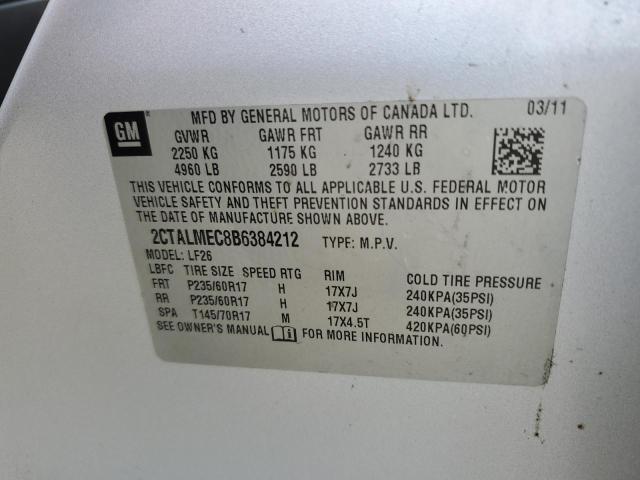 GM
MFD BY GENERAL MOTORS OF CANADA LTD. 03/11
GVWR GAWR FRT GAWR RR
2250 KG 1175 KG 1240 KG
4960 LB 2590 LB 2733 LB
THIS VEHICLE CONFORMS TO ALL APPLICABLE U.S. FEDERAL MOTOR
VEHICLE SAFETY AND THEFT PREVENTION STANDARDS IN EFFECT ON
THE DATE OF MANUFACTURE SHOWN ABOVE.
2CTALMEC8B6384212 TYPE: M.P.V.
MODEL: LF26
LBFC TIRE SIZE SPEED RTG RIM COLD TIRE PRESSURE
FRT P235/60R17 H 17X7J 240KPA(35PSI)
RR P235/60R17 H 17X7J 240KPA(35PSI)
SPA T145/70R17 M 17X4.5T 420KPA(60PSI)
SEE OWNER'S MANUAL FOR MORE INFORMATION.